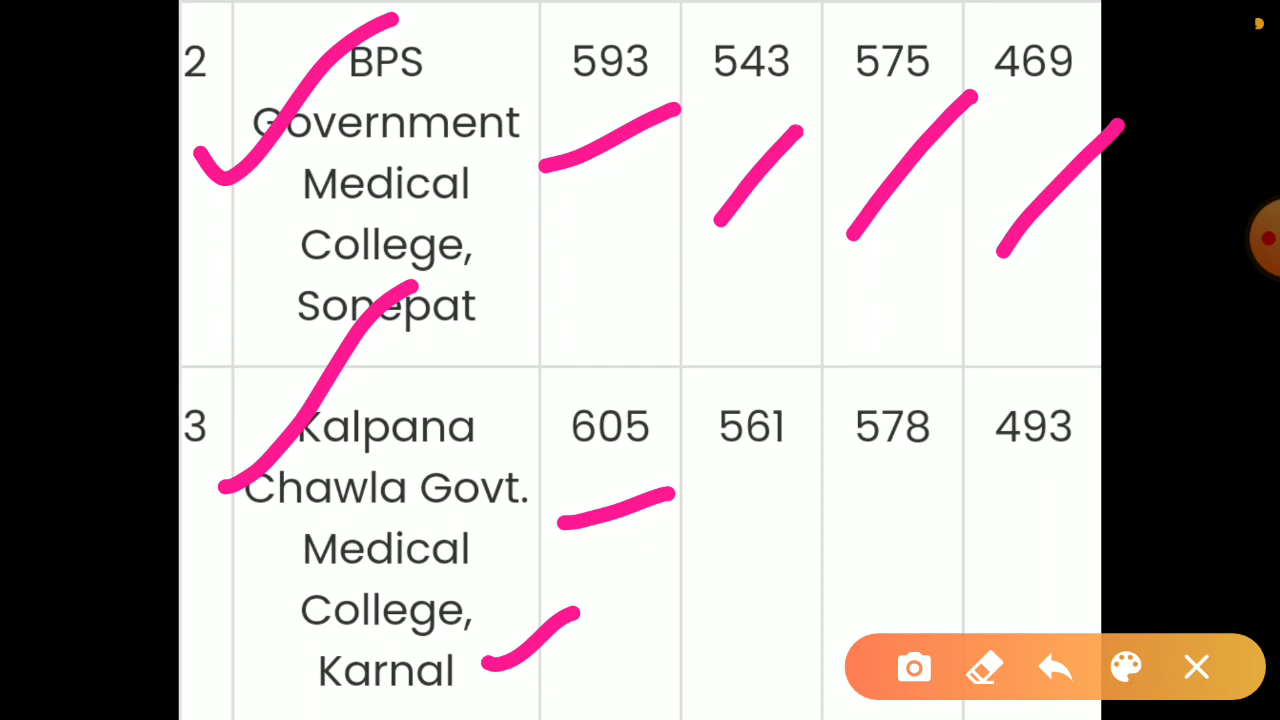 2 BPS 593 543 575 469
Government
Medical
College,
Sonepat
3 Kalpana 605 561 578 493
Chawla Govt.
Medical
College,
Karnal